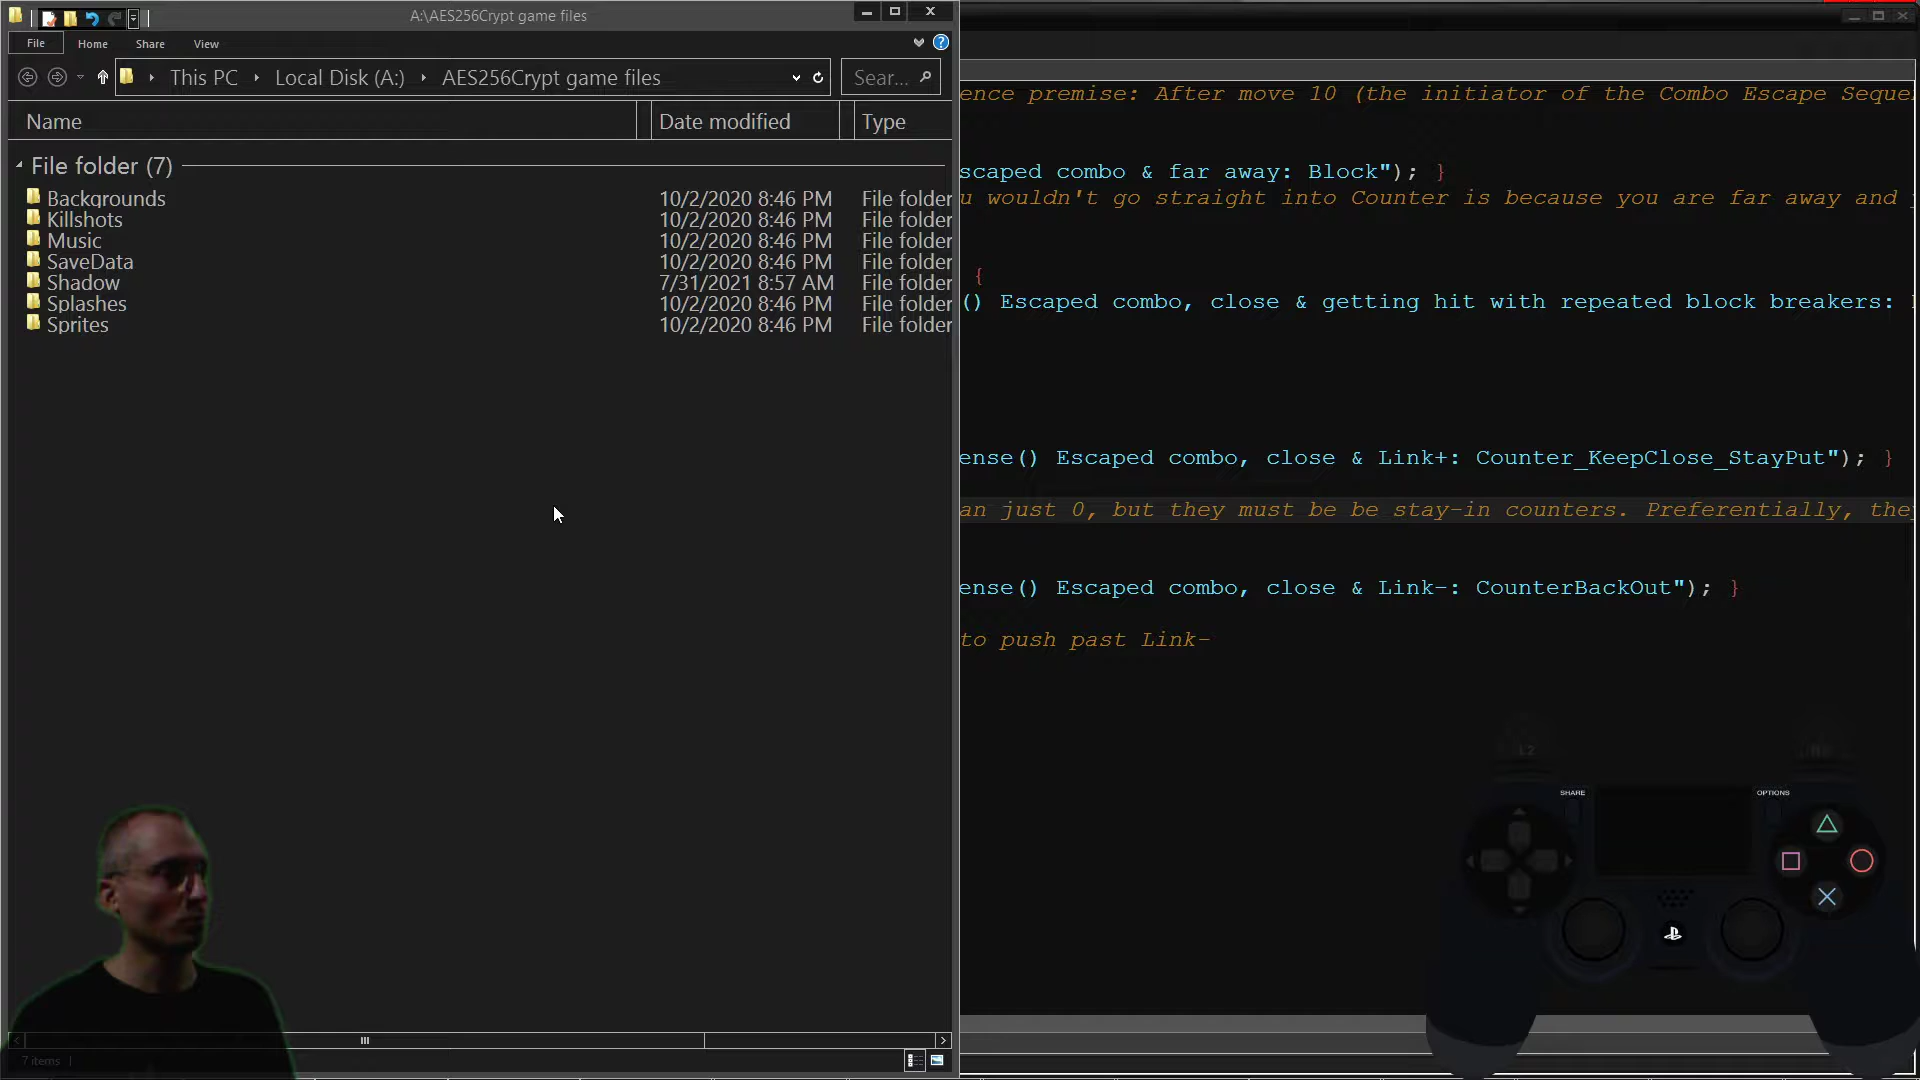 A:\AES256Crypt game files
File Home Share View
This PC Local Disk (A:) AES256Crypt game files Sear...
Name Date modified Type
File folder (7)
Backgrounds 10/2/2020 8:46 PM File folder
Killshots 10/2/2020 8:46 PM File folder
Music 10/2/2020 8:46 PM File folder
SaveData 10/2/2020 8:46 PM File folder
Shadow 7/31/2021 8:57 AM File folder
Splashes 10/2/2020 8:46 PM File folder
Sprites 10/2/2020 8:46 PM File folder
7 items
ence premise: After move 10 (the initiator of the Combo Escape Seque
scaped combo & far away: Block"); }
u wouldn't go straight into Counter is because you are far away and
{
() Escaped combo, close & getting hit with repeated block breakers:
ense() Escaped combo, close & Link+: Counter_KeepClose_StayPut"); }
an just 0, but they must be be stay-in counters. Preferentially, the
ense() Escaped combo, close & Link-: CounterBackOut"); }
to push past Link-
L2
SHARE OPTIONS